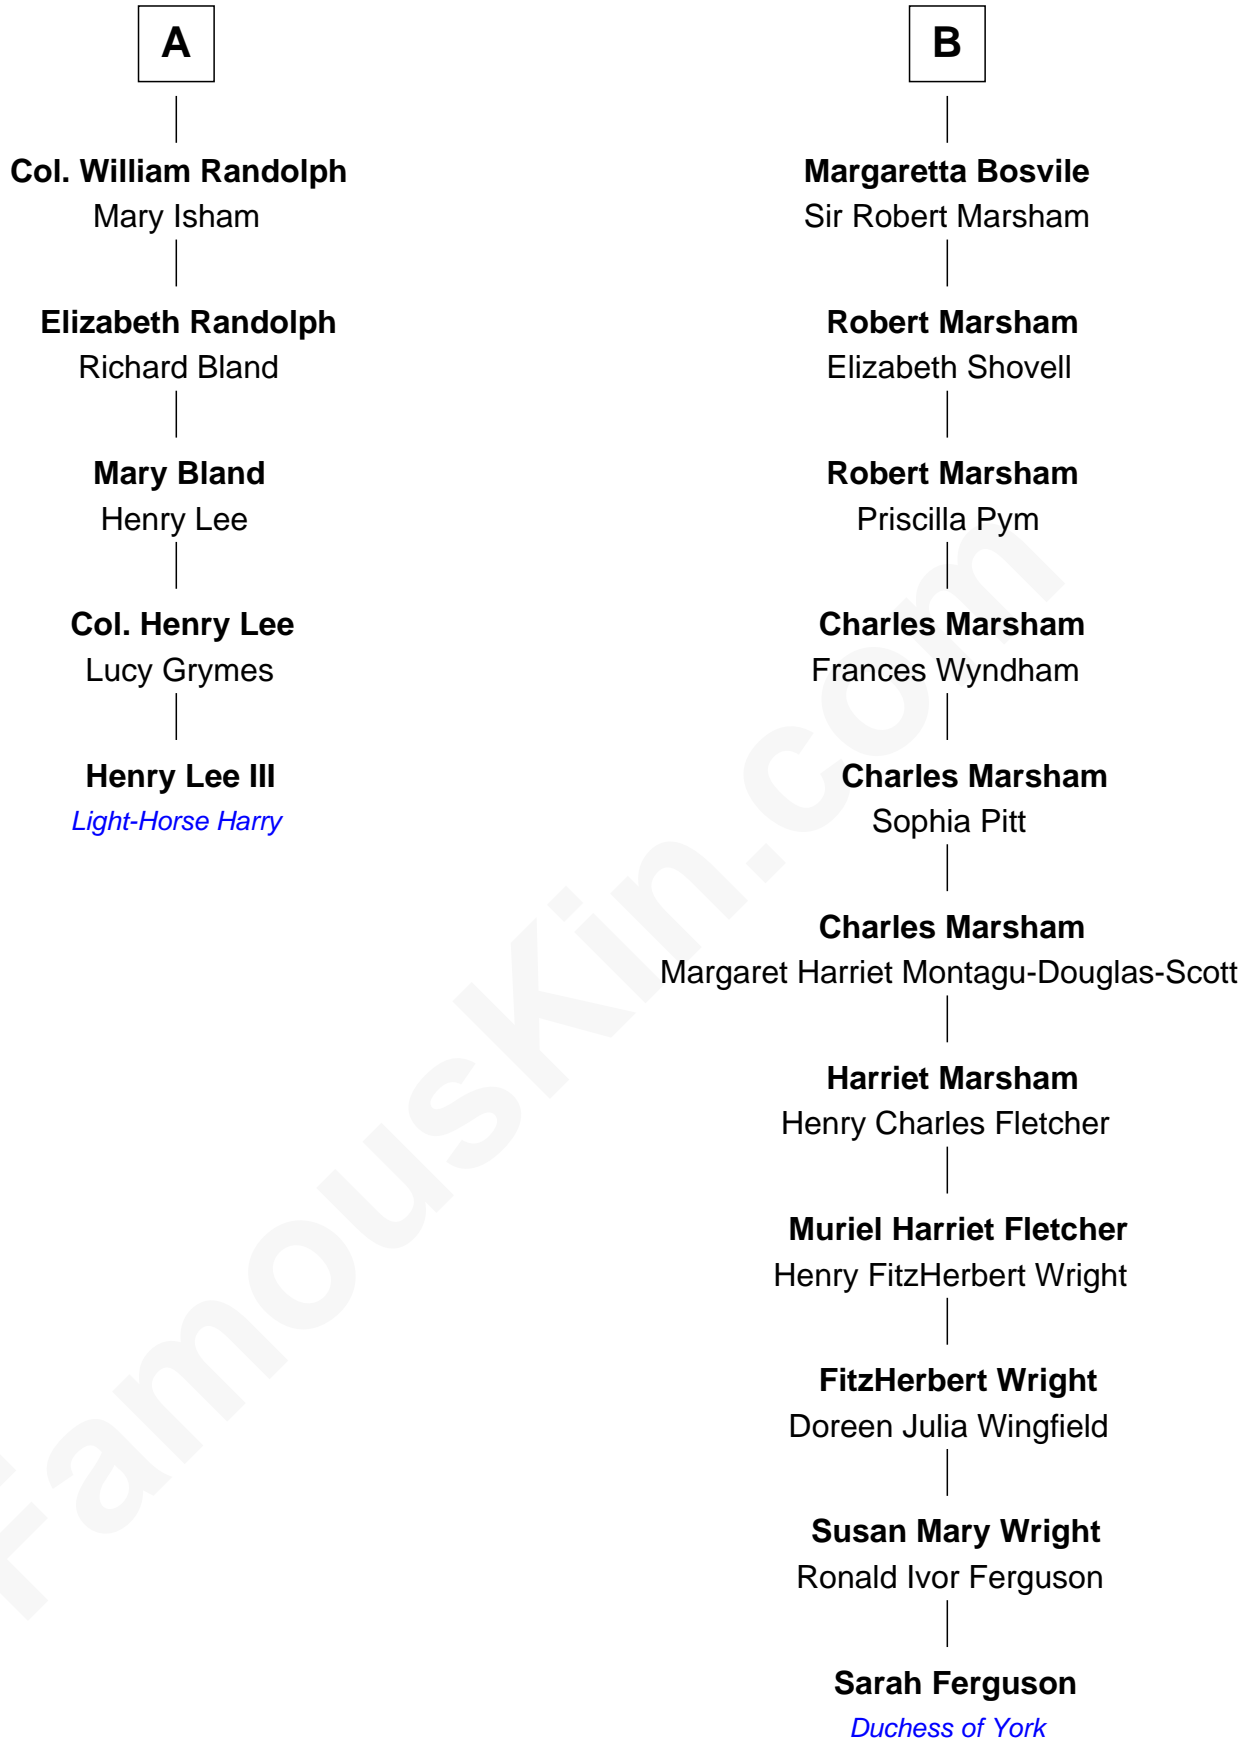 A
Col. William Randolph
Mary Isham
Elizabeth Randolph
Richard Bland
Mary Bland
Henry Lee
Col. Henry Lee
Lucy Grymes
Henry Lee III
Light-Horse Harry
B
Margaretta Bosvile
Sir Robert Marsham
Robert Marsham
Elizabeth Shovell
Robert Marsham
Priscilla Pym
Charles Marsham
Frances Wyndham
Charles Marsham
Sophia Pitt
Charles Marsham
Margaret Harriet Montagu-Douglas-Scott
Harriet Marsham
Henry Charles Fletcher
Muriel Harriet Fletcher
Henry FitzHerbert Wright
FitzHerbert Wright
Doreen Julia Wingfield
Susan Mary Wright
Ronald Ivor Ferguson
Sarah Ferguson
Duchess of York
FamousKin.com